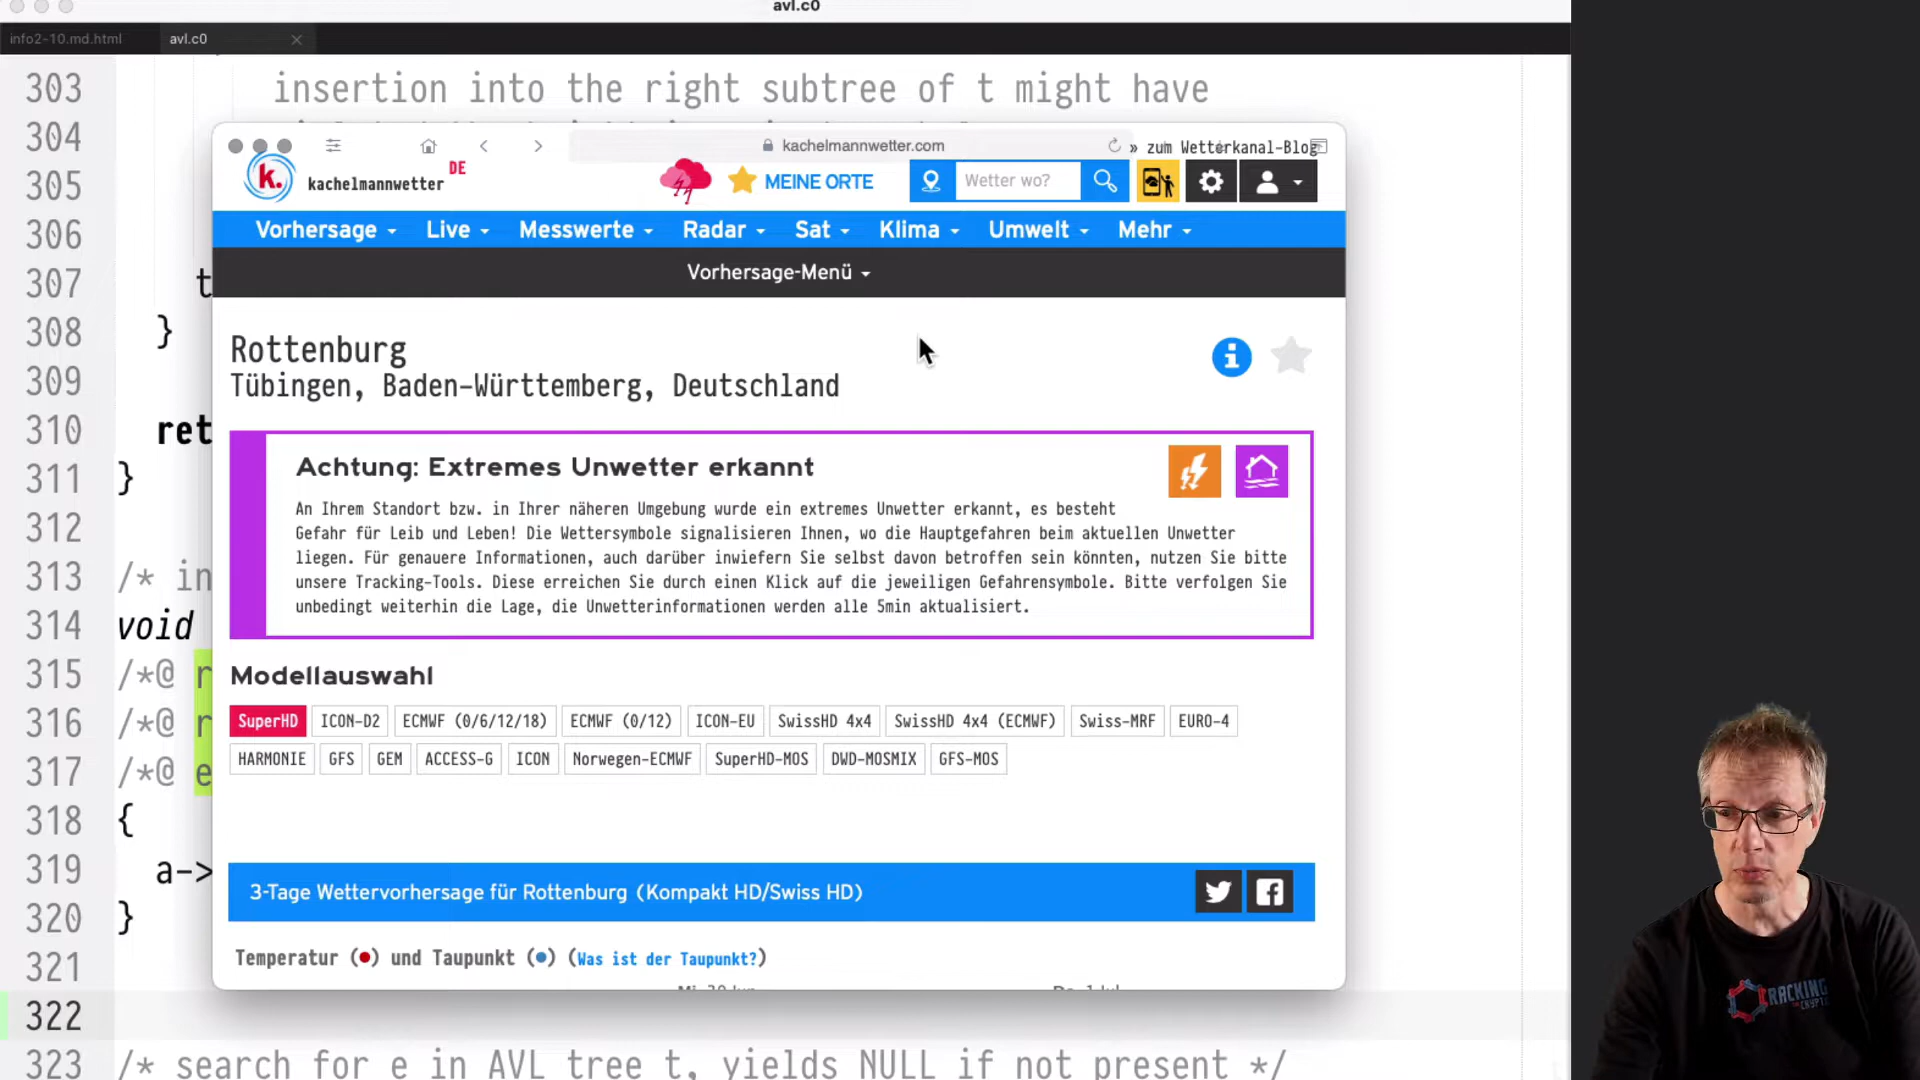 avl.c0
info2-10.md.html
avl.c0
303 insertion into the right subtree of t might have
304
kachelmannwetter.com
» zum Wetterkanal-Blog
k.
kachelmannwetter
DE
MEINE ORTE
Wetter wo?
305
Vorhersage Live Messwerte Radar Sat Klima Umwelt Mehr
306
Vorhersage-Menü
307 t
308 }
Rottenburg
309
Tübingen, Baden-Württemberg, Deutschland
310 ret
Achtung: Extremes Unwetter erkannt
311 }
An Ihrem Standort bzw. in Ihrer näheren Umgebung wurde ein extremes Unwetter erkannt, es besteht
312
Gefahr für Leib und Leben! Die Wettersymbole signalisieren Ihnen, wo die Hauptgefahren beim aktuellen Unwetter
liegen. Für genauere Informationen, auch darüber inwiefern Sie selbst davon betroffen sein könnten, nutzen Sie bitte
313 /* in
unsere Tracking-Tools. Diese erreichen Sie durch einen Klick auf die jeweiligen Gefahrensymbole. Bitte verfolgen Sie
unbedingt weiterhin die Lage, die Unwetterinformationen werden alle 5min aktualisiert.
314 void
315 /*@ r
Modellauswahl
316 /*@ r
SuperHD ICON-D2 ECMWF (0/6/12/18) ECMWF (0/12) ICON-EU SwissHD 4x4 SwissHD 4x4 (ECMWF) Swiss-MRF EURO-4
317 /*@ e
HARMONIE GFS GEM ACCESS-G ICON Norwegen-ECMWF SuperHD-MOS DWD-MOSMIX GFS-MOS
318 {
319 a->
3-Tage Wettervorhersage für Rottenburg (Kompakt HD/Swiss HD)
320 }
321
Temperatur (●) und Taupunkt (●) (Was ist der Taupunkt?)
322
323 /* search for e in AVL tree t, yields NULL if not present */
CRACKING
CRYPTIC